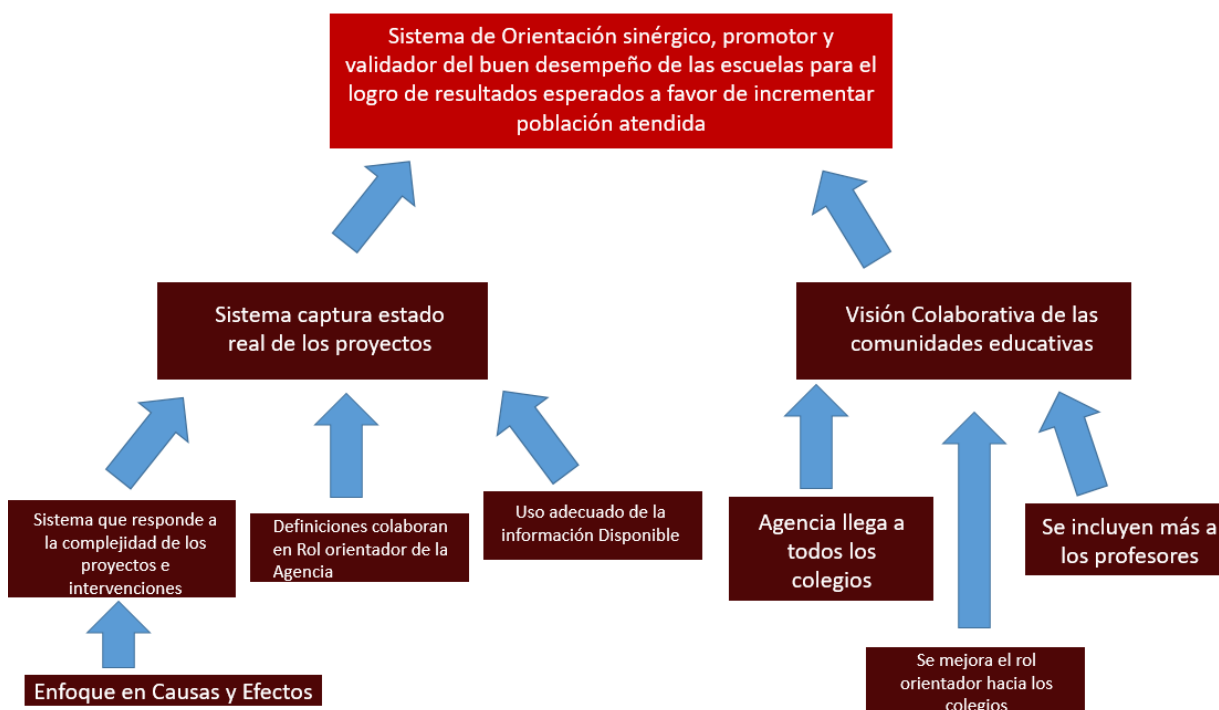 Sistema de Orientación sinérgico, promotor y
validador del buen desempeño de las escuelas para el
logro de resultados esperados a favor de incrementar
población atendida
Sistema captura estado
real de los proyectos
Visión Colaborativa de las
comunidades educativas
Sistema que responde a
la complejidad de los
proyectos e
intervenciones
Definiciones colaboran
en Rol orientador de la
Agencia
Uso adecuado de la
información Disponible
Agencia llega a
todos los
colegios
Se incluyen más a
los profesores
Enfoque en Causas y Efectos
Se mejora el rol
orientador hacia los
colegios